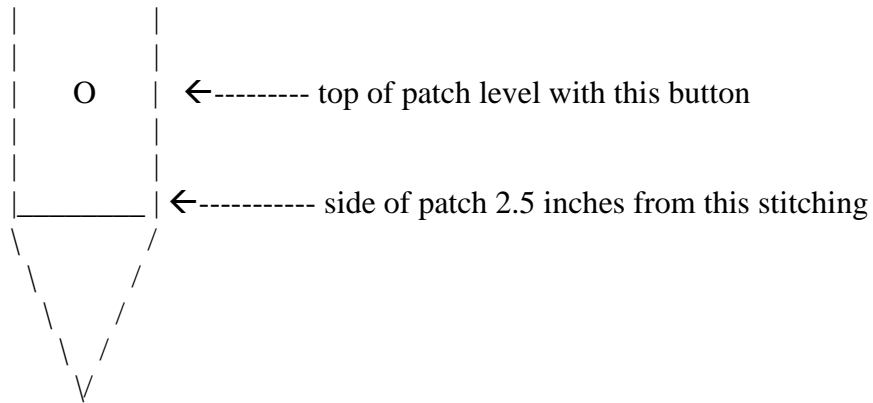 O ←--------- top of patch level with this button
←----------- side of patch 2.5 inches from this stitching